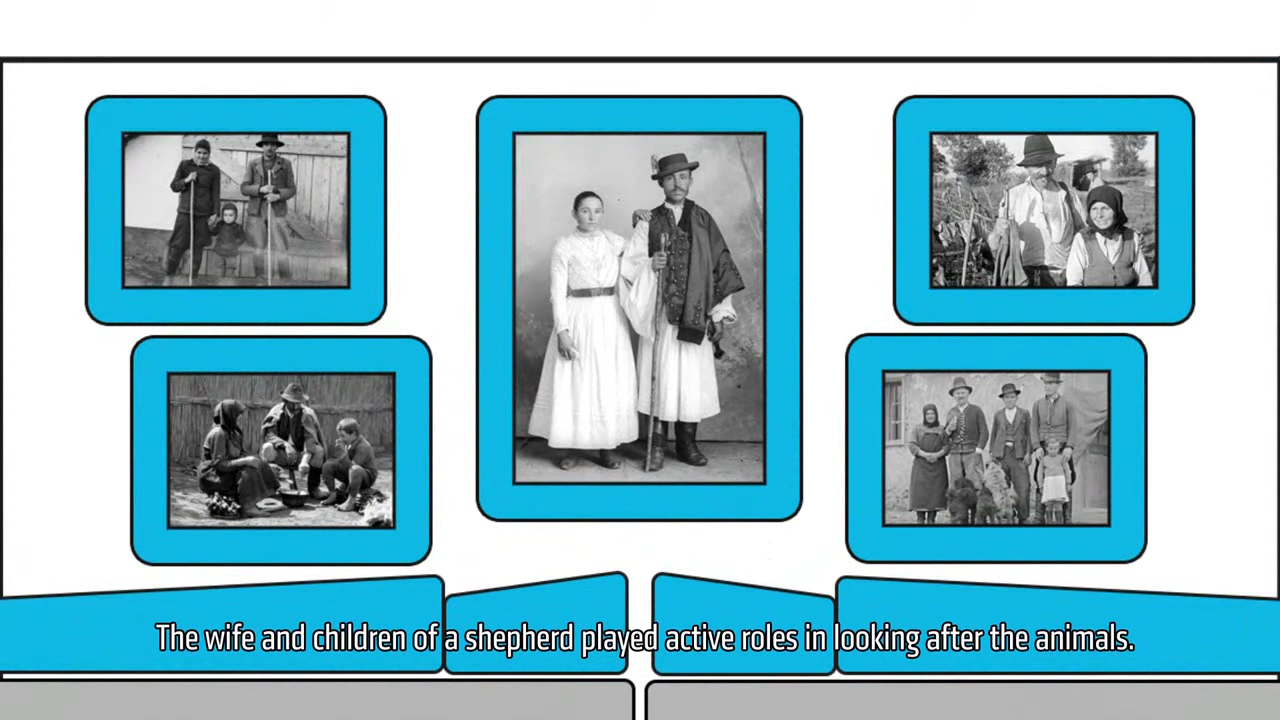 The wife and children of a shepherd played active roles in looking after the animals.